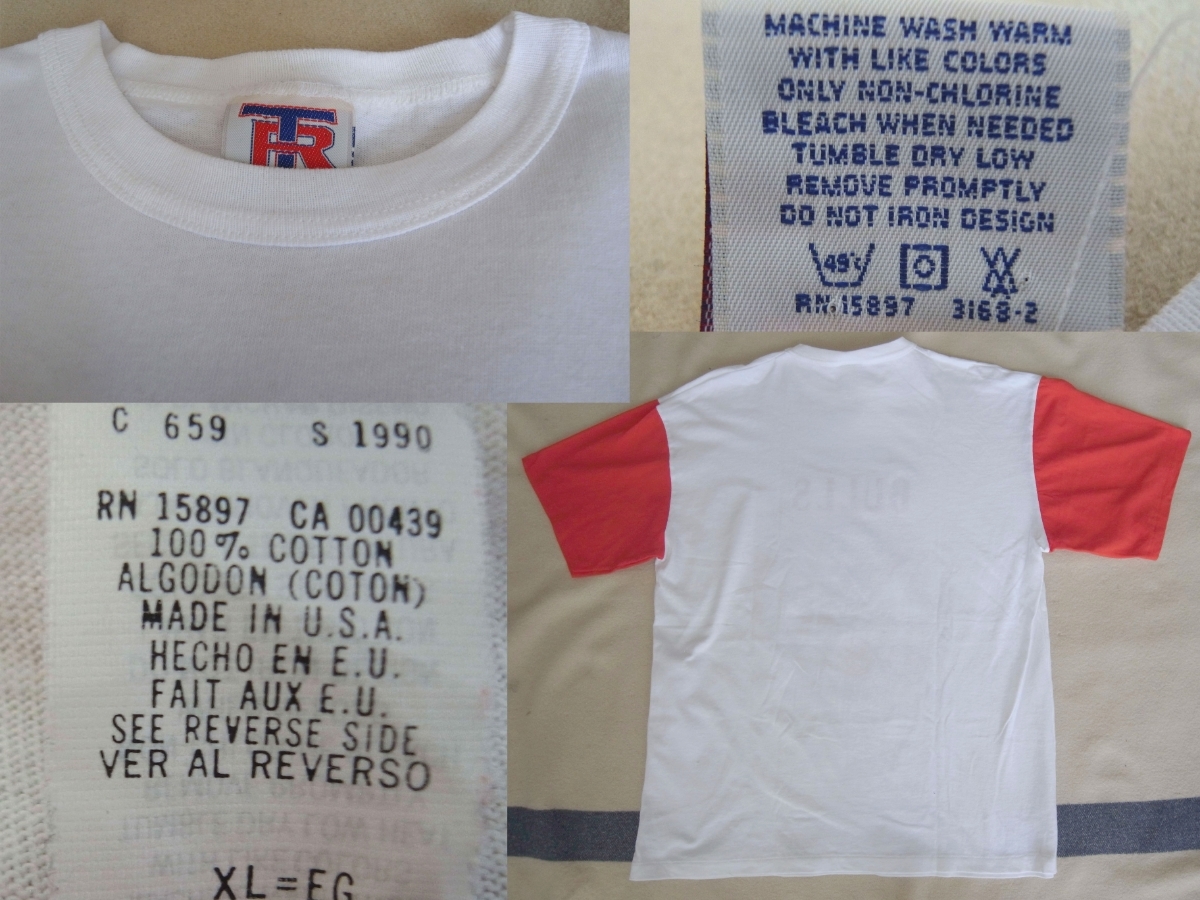 TR
MACHINE WASH WARM
WITH LIKE COLORS
ONLY NON-CHLORINE
BLEACH WHEN NEEDED
TUMBLE DRY LOW
REMOVE PROMPTLY
DO NOT IRON DESIGN
49°C
RN 15897 3168-2
C 659 S 1990
RN 15897 CA 00439
100% COTTON
ALGODON (COTON)
MADE IN U.S.A.
HECHO EN E.U.
FAIT AUX E.U.
SEE REVERSE SIDE
VER AL REVERSO
XL=EG
BULLS